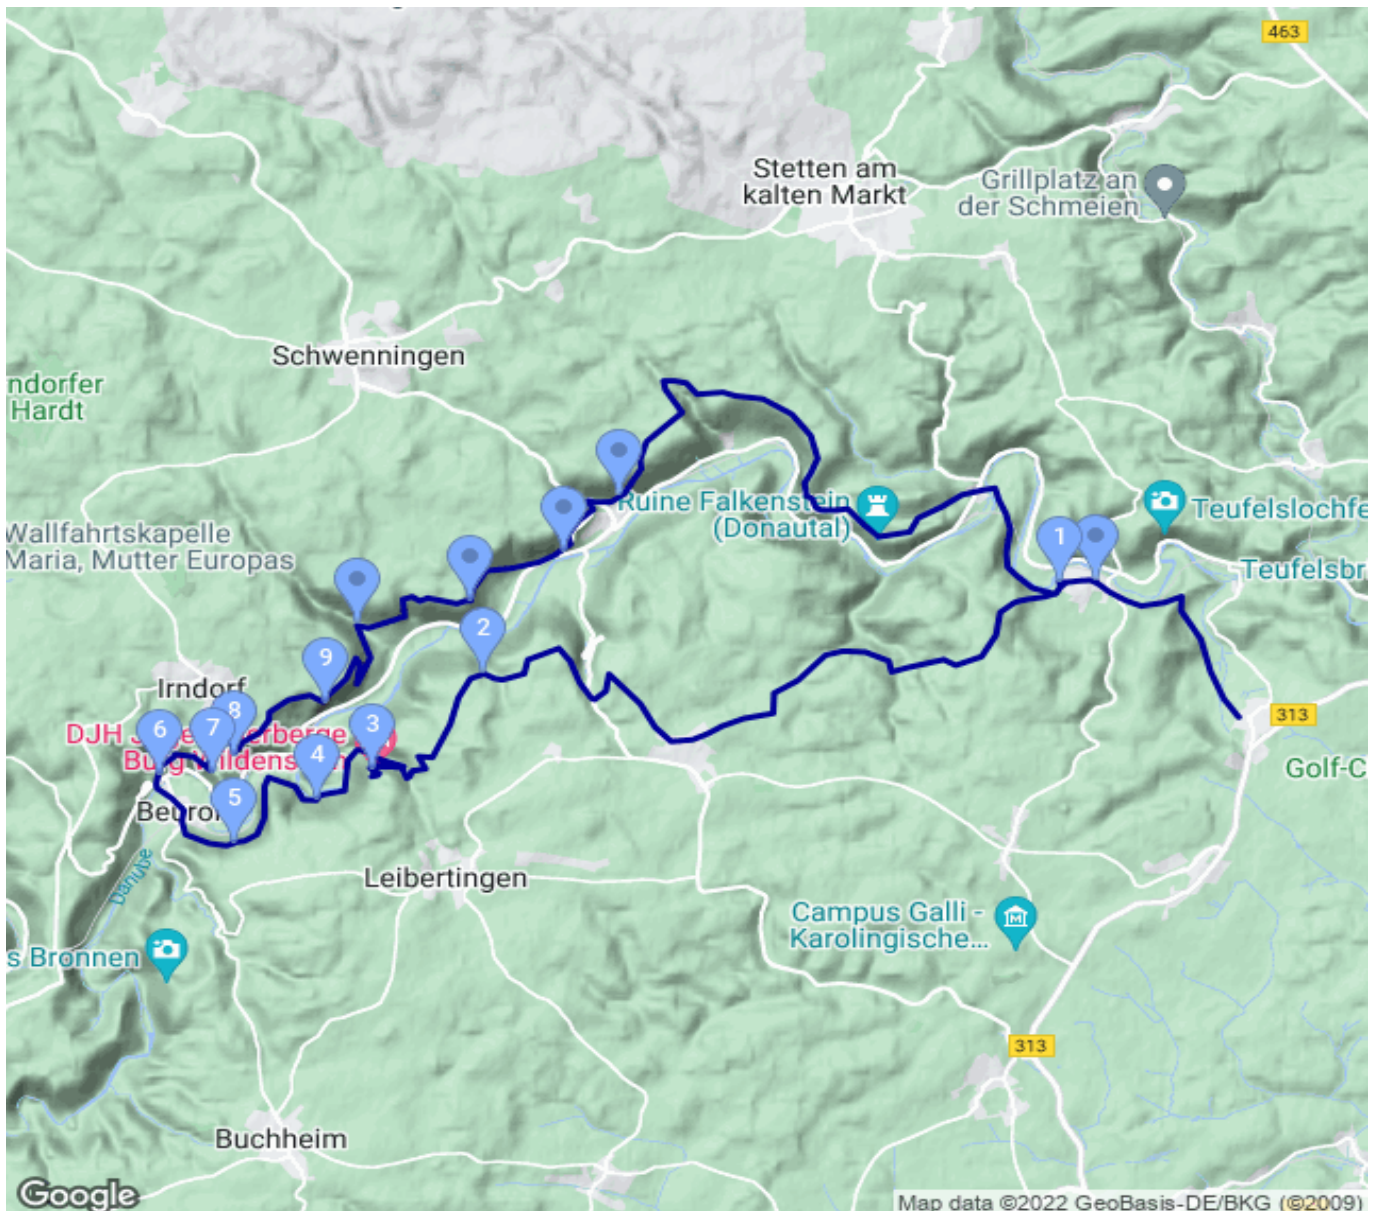 463
Stetten am
kalten Markt
Grillplatz an
der Schmeien
Schwenningen
rndorfer
Hardt
Ruine Falkenstein
(Donautal)
Teufelslochfe
Wallfahrtskapelle
Maria, Mutter Europas
Teufelsbr
1
2
9
Irndorf
8
3
313
DJH
6
7
4
Golf-C
5
Danube
Leibertingen
Campus Galli -
Karolingische...
s Bronnen
313
Buchheim
Google
Map data ©2022 GeoBasis-DE/BKG (©2009)